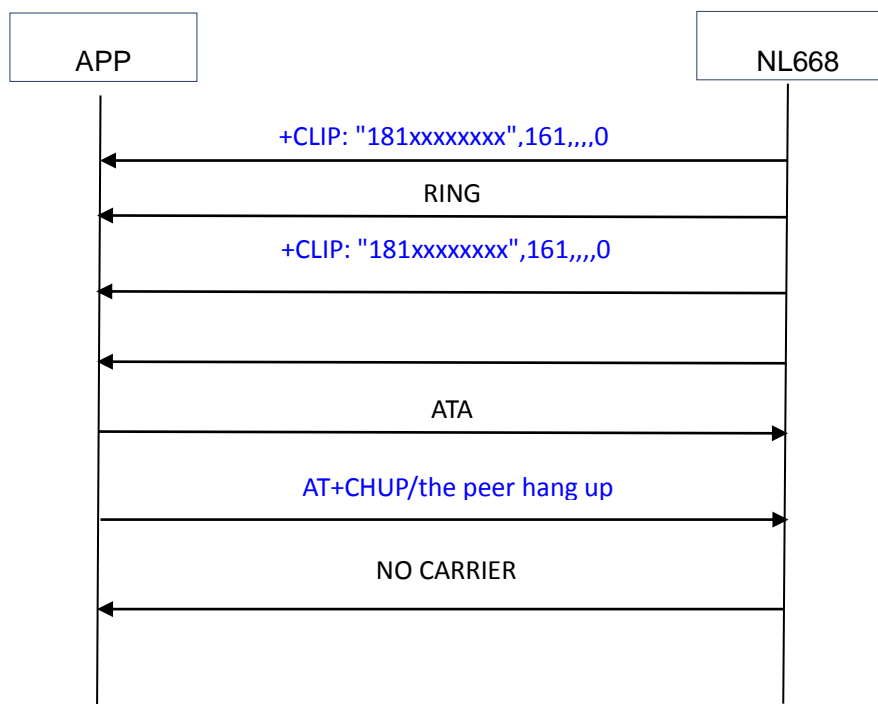 APP
NL668
+CLIP: "181xxxxxxxx",161,,,,0
RING
+CLIP: "181xxxxxxxx",161,,,,0
ATA
AT+CHUP/the peer hang up
NO CARRIER